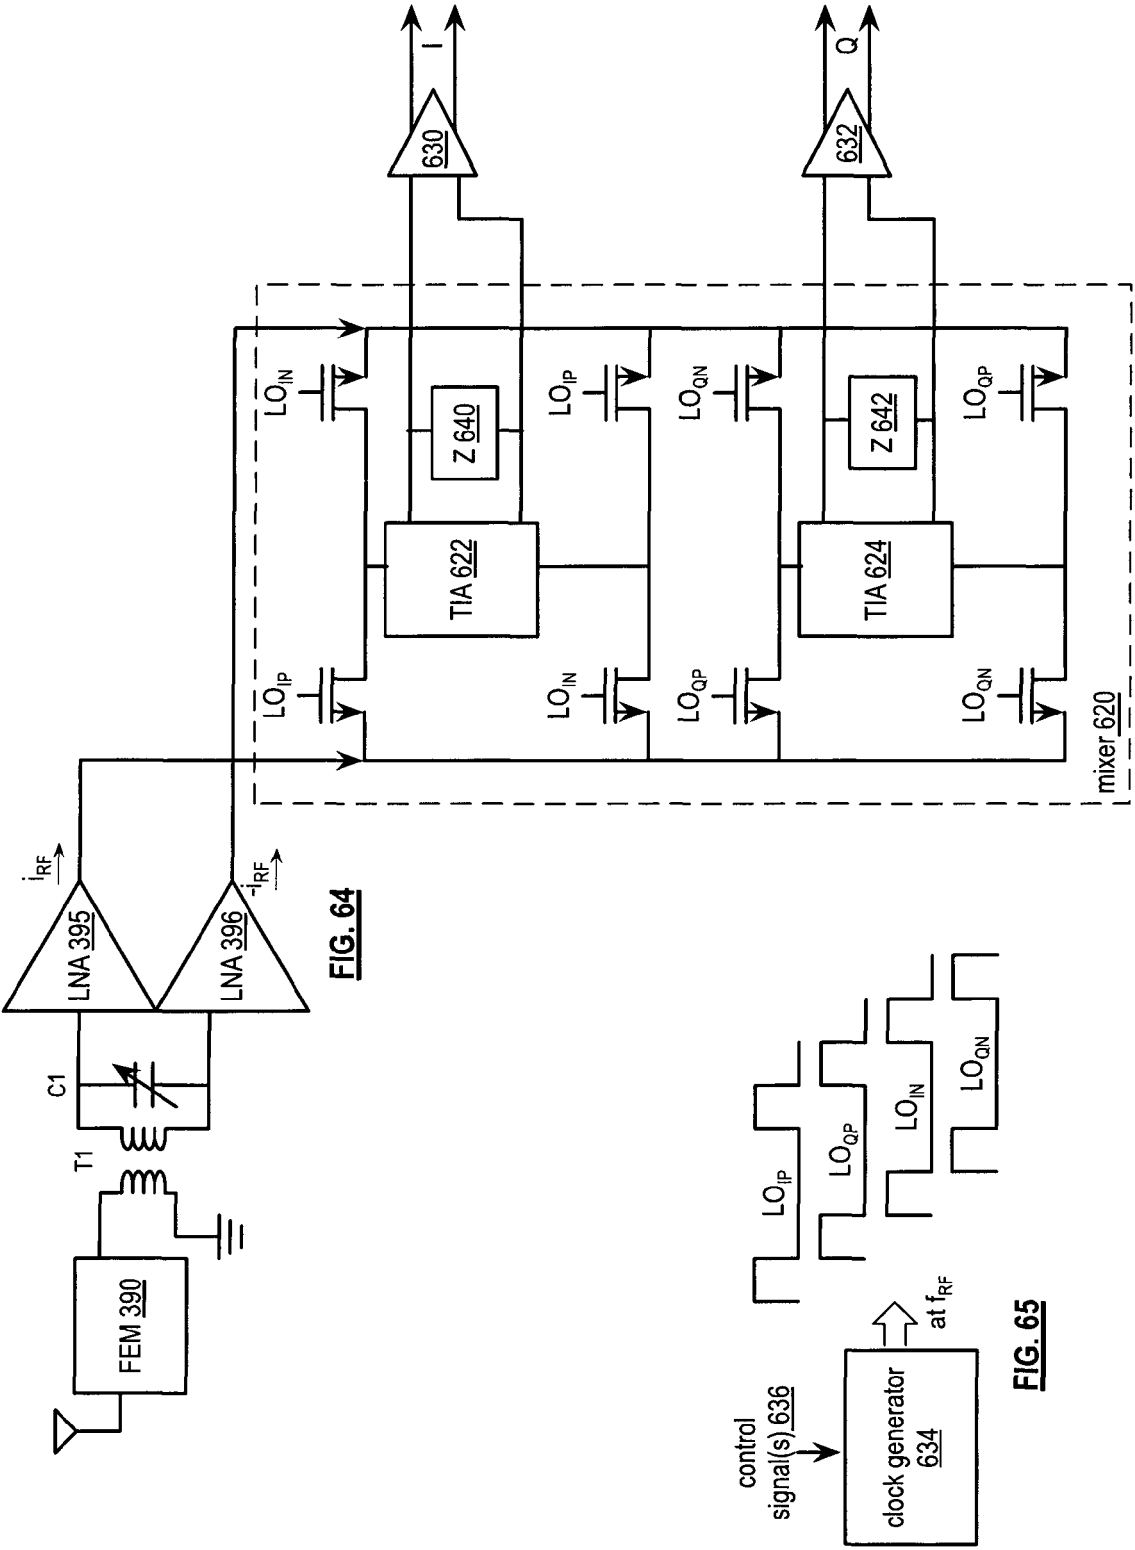 FEM 390
T1
C1
LNA 395
LNA 396
iRF
-iRF
LOIP
LOIN
TIA 622
Z 640
LOIN
LOIP
630
I
LOQP
LOQN
TIA 624
Z 642
LOQN
LOQP
632
Q
mixer 620
FIG. 64
control
signal(s) 636
clock generator
634
at fRF
LOIP
LOQP
LOIN
LOQN
FIG. 65